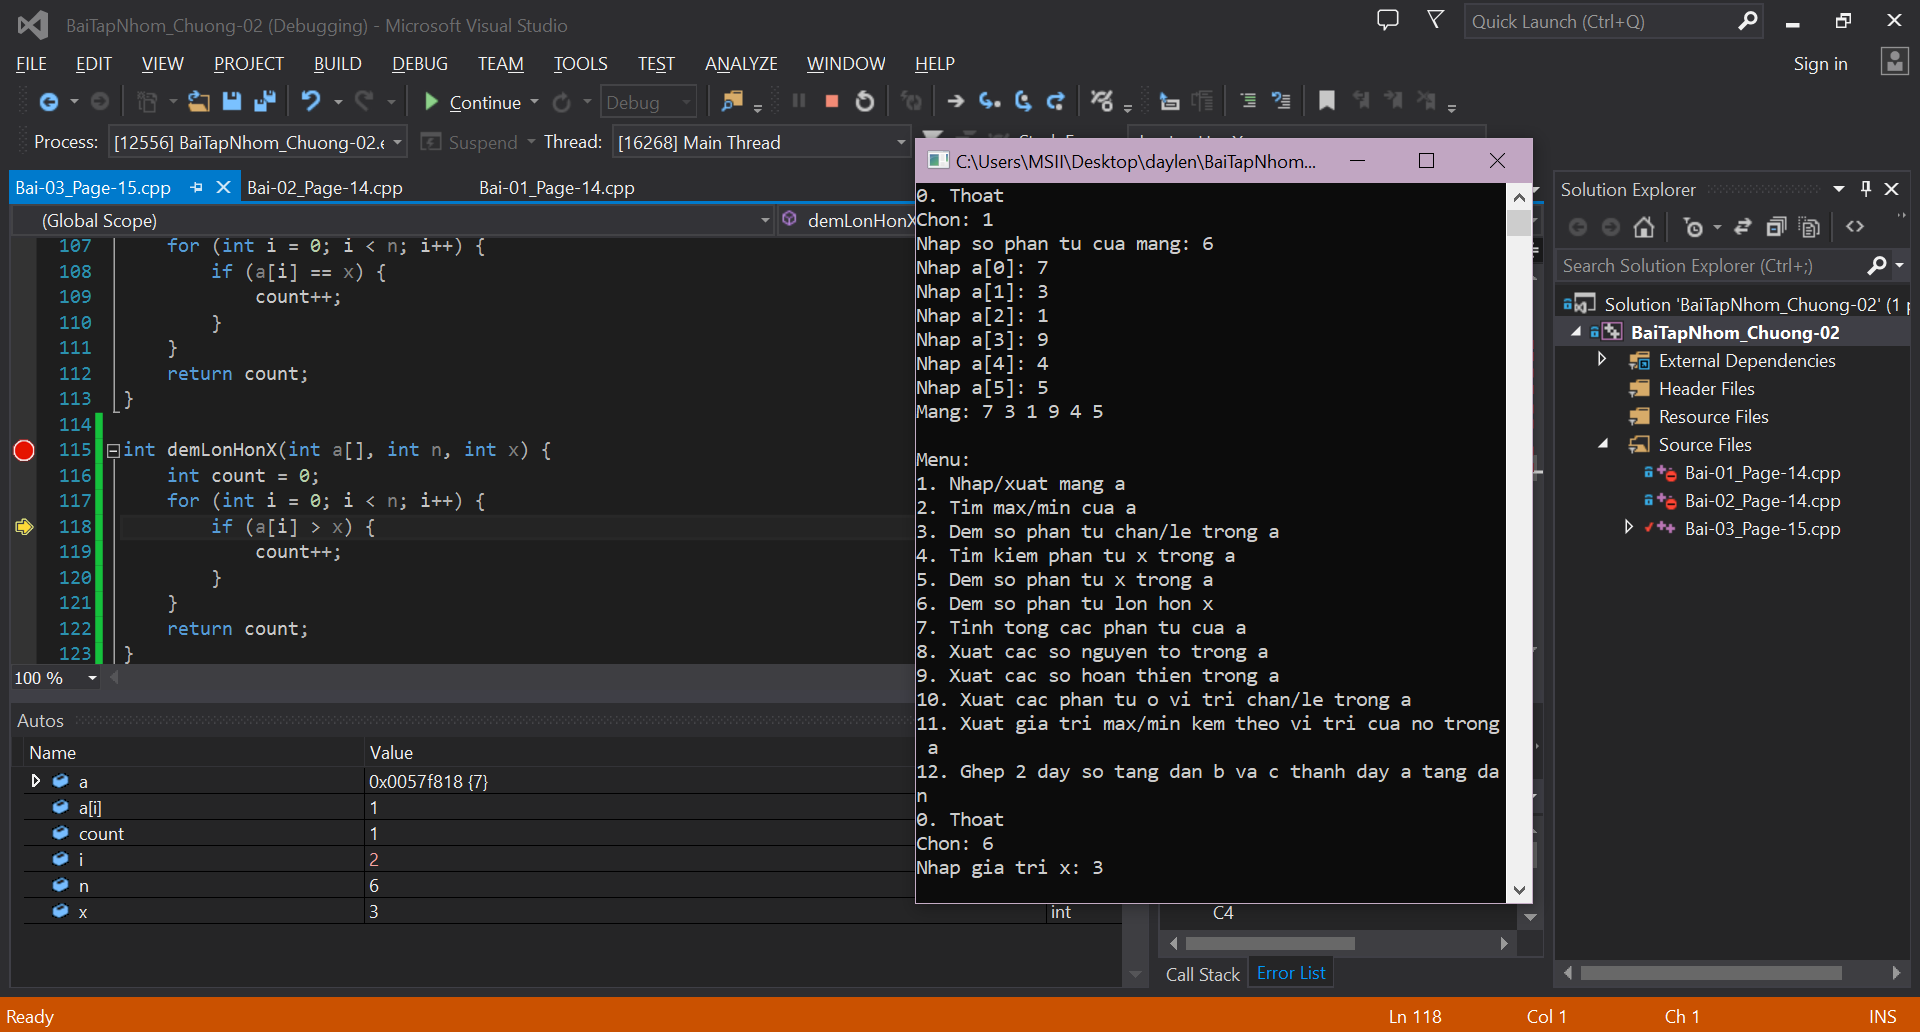 BaiTapNhom_Chuong-02 (Debugging) - Microsoft Visual Studio
Quick Launch (Ctrl+Q)
FILE EDIT VIEW PROJECT BUILD DEBUG TEAM TOOLS TEST ANALYZE WINDOW HELP
Sign in
Continue
Debug
Process: [12556] BaiTapNhom_Chuong-02.e
Suspend
Thread: [16268] Main Thread
Bai-03_Page-15.cpp
Bai-02_Page-14.cpp
Bai-01_Page-14.cpp
(Global Scope)
demLonHonX
107 for (int i = 0; i < n; i++) {
108 if (a[i] == x) {
109 count++;
110 }
111 }
112 return count;
113 }
114
115 int demLonHonX(int a[], int n, int x) {
116 int count = 0;
117 for (int i = 0; i < n; i++) {
118 if (a[i] > x) {
119 count++;
120 }
121 }
122 return count;
123 }
100 %
Autos
Name Value
a 0x0057f818 {7}
a[i] 1
count 1
i 2
n 6
x 3
int
C:\Users\MSII\Desktop\daylen\BaiTapNhom...
0. Thoat
Chon: 1
Nhap so phan tu cua mang: 6
Nhap a[0]: 7
Nhap a[1]: 3
Nhap a[2]: 1
Nhap a[3]: 9
Nhap a[4]: 4
Nhap a[5]: 5
Mang: 7 3 1 9 4 5
Menu:
1. Nhap/xuat mang a
2. Tim max/min cua a
3. Dem so phan tu chan/le trong a
4. Tim kiem phan tu x trong a
5. Dem so phan tu x trong a
6. Dem so phan tu lon hon x
7. Tinh tong cac phan tu cua a
8. Xuat cac so nguyen to trong a
9. Xuat cac so hoan thien trong a
10. Xuat cac phan tu o vi tri chan/le trong a
11. Xuat gia tri max/min kem theo vi tri cua no trong
a
12. Ghep 2 day so tang dan b va c thanh day a tang da
n
0. Thoat
Chon: 6
Nhap gia tri x: 3
C4
Call Stack
Error List
Solution Explorer
Search Solution Explorer (Ctrl+;)
Solution 'BaiTapNhom_Chuong-02' (1 p
BaiTapNhom_Chuong-02
External Dependencies
Header Files
Resource Files
Source Files
Bai-01_Page-14.cpp
Bai-02_Page-14.cpp
Bai-03_Page-15.cpp
Ready
Ln 118
Col 1
Ch 1
INS